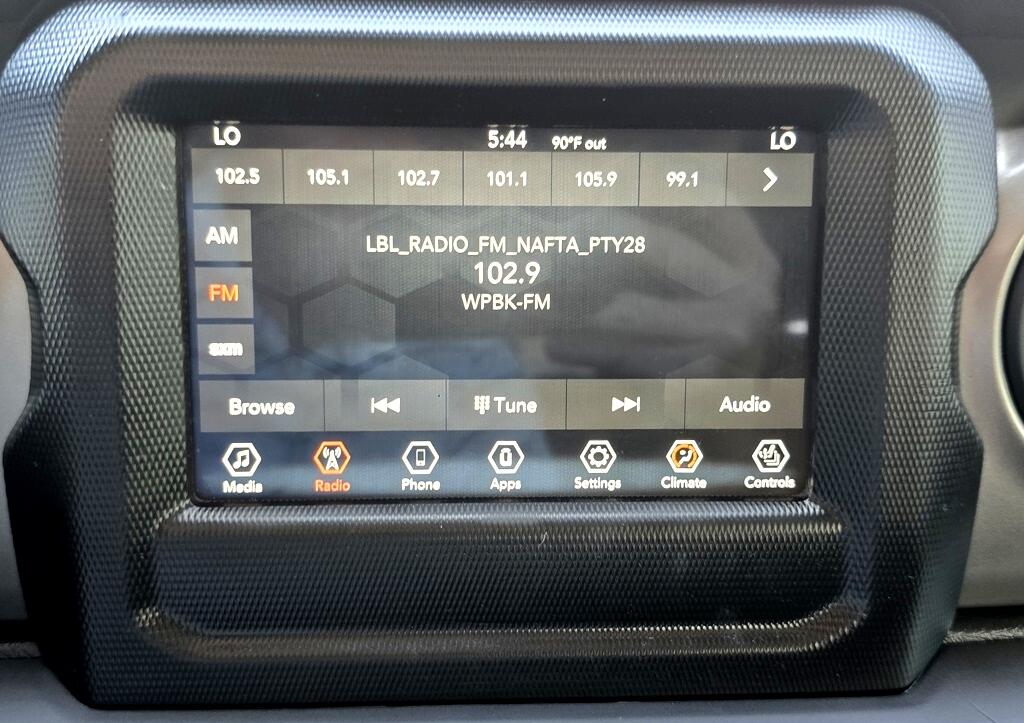 LO 5:44 90°F out LO
102.5 105.1 102.7 101.1 105.9 99.1
AM
LBL_RADIO_FM_NAFTA_PTY28
102.9
FM
WPBK-FM
sxm
Browse Tune Audio
Media Radio Phone Apps Settings Climate Controls